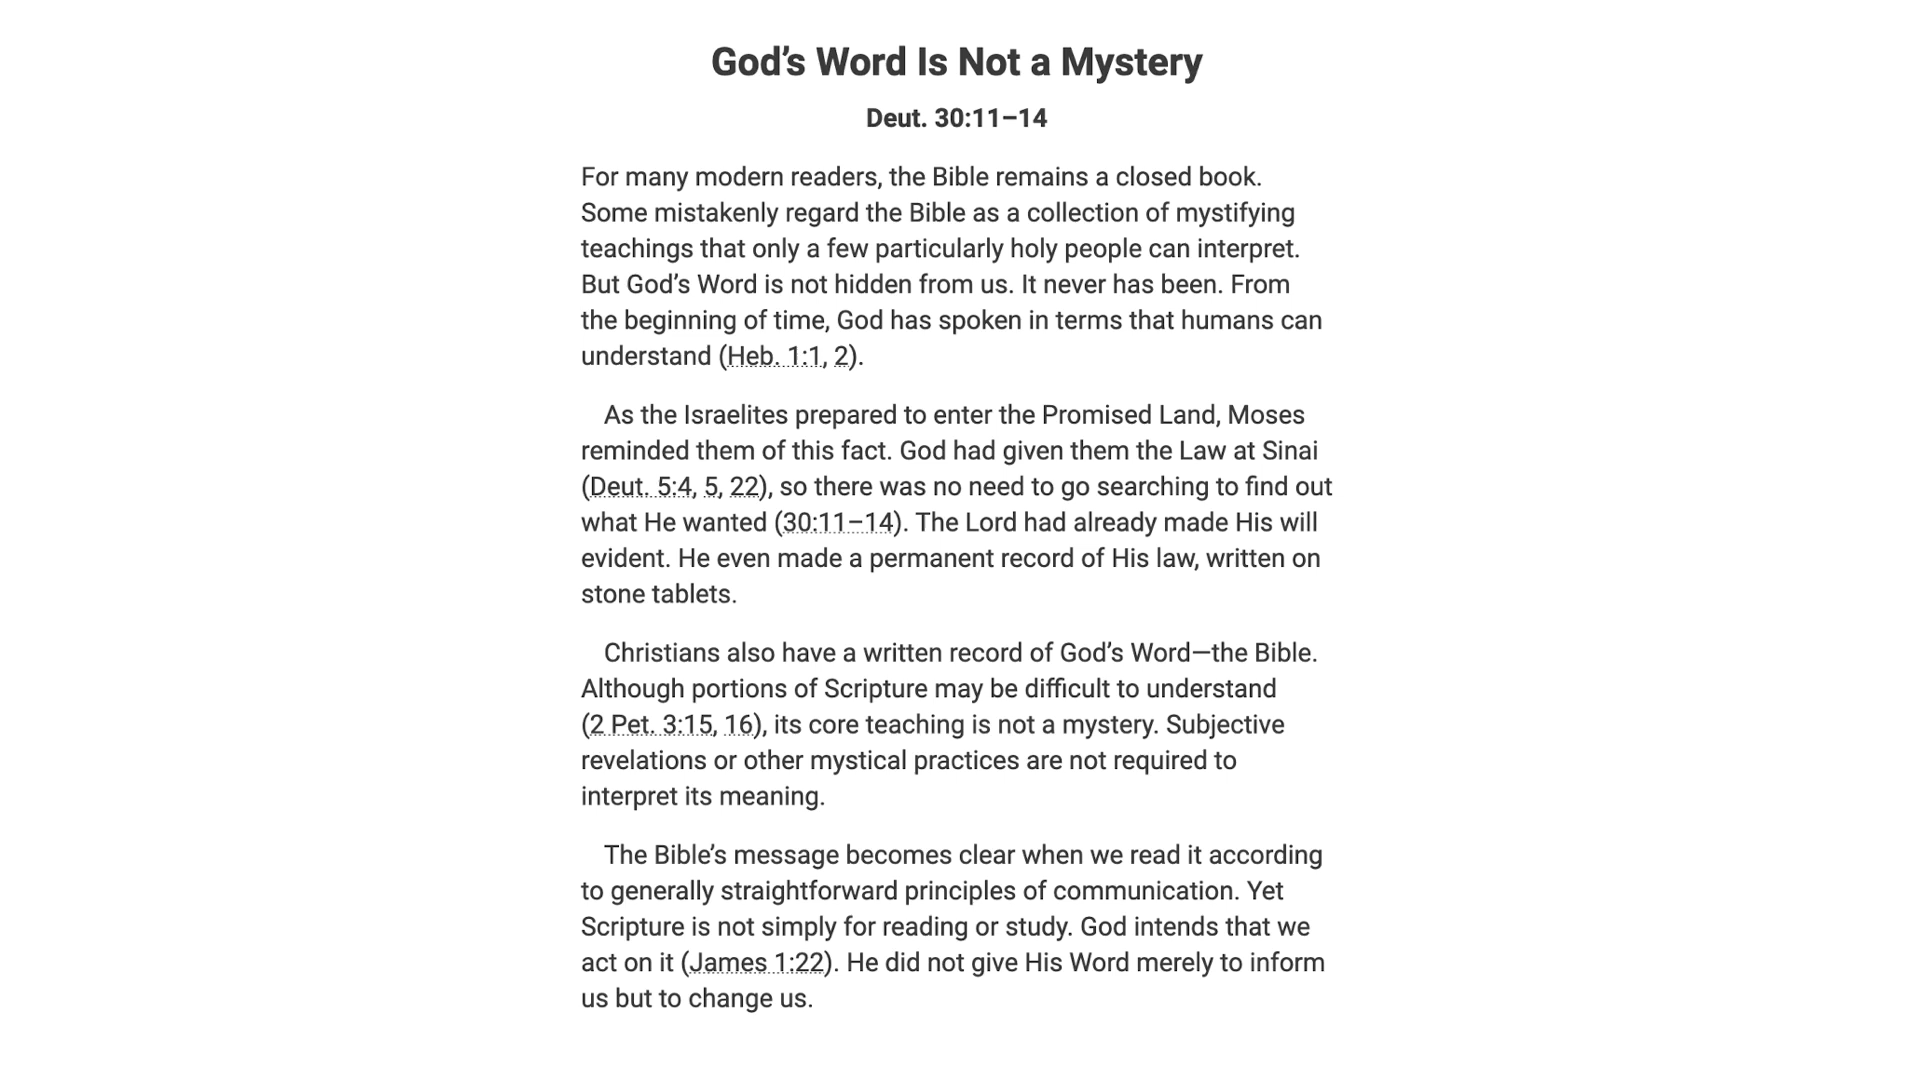 God’s Word Is Not a Mystery
Deut. 30:11–14
For many modern readers, the Bible remains a closed book.
Some mistakenly regard the Bible as a collection of mystifying
teachings that only a few particularly holy people can interpret.
But God’s Word is not hidden from us. It never has been. From
the beginning of time, God has spoken in terms that humans can
understand (Heb. 1:1, 2).
As the Israelites prepared to enter the Promised Land, Moses
reminded them of this fact. God had given them the Law at Sinai
(Deut. 5:4, 5, 22), so there was no need to go searching to find out
what He wanted (30:11–14). The Lord had already made His will
evident. He even made a permanent record of His law, written on
stone tablets.
Christians also have a written record of God’s Word—the Bible.
Although portions of Scripture may be difficult to understand
(2 Pet. 3:15, 16), its core teaching is not a mystery. Subjective
revelations or other mystical practices are not required to
interpret its meaning.
The Bible’s message becomes clear when we read it according
to generally straightforward principles of communication. Yet
Scripture is not simply for reading or study. God intends that we
act on it (James 1:22). He did not give His Word merely to inform
us but to change us.